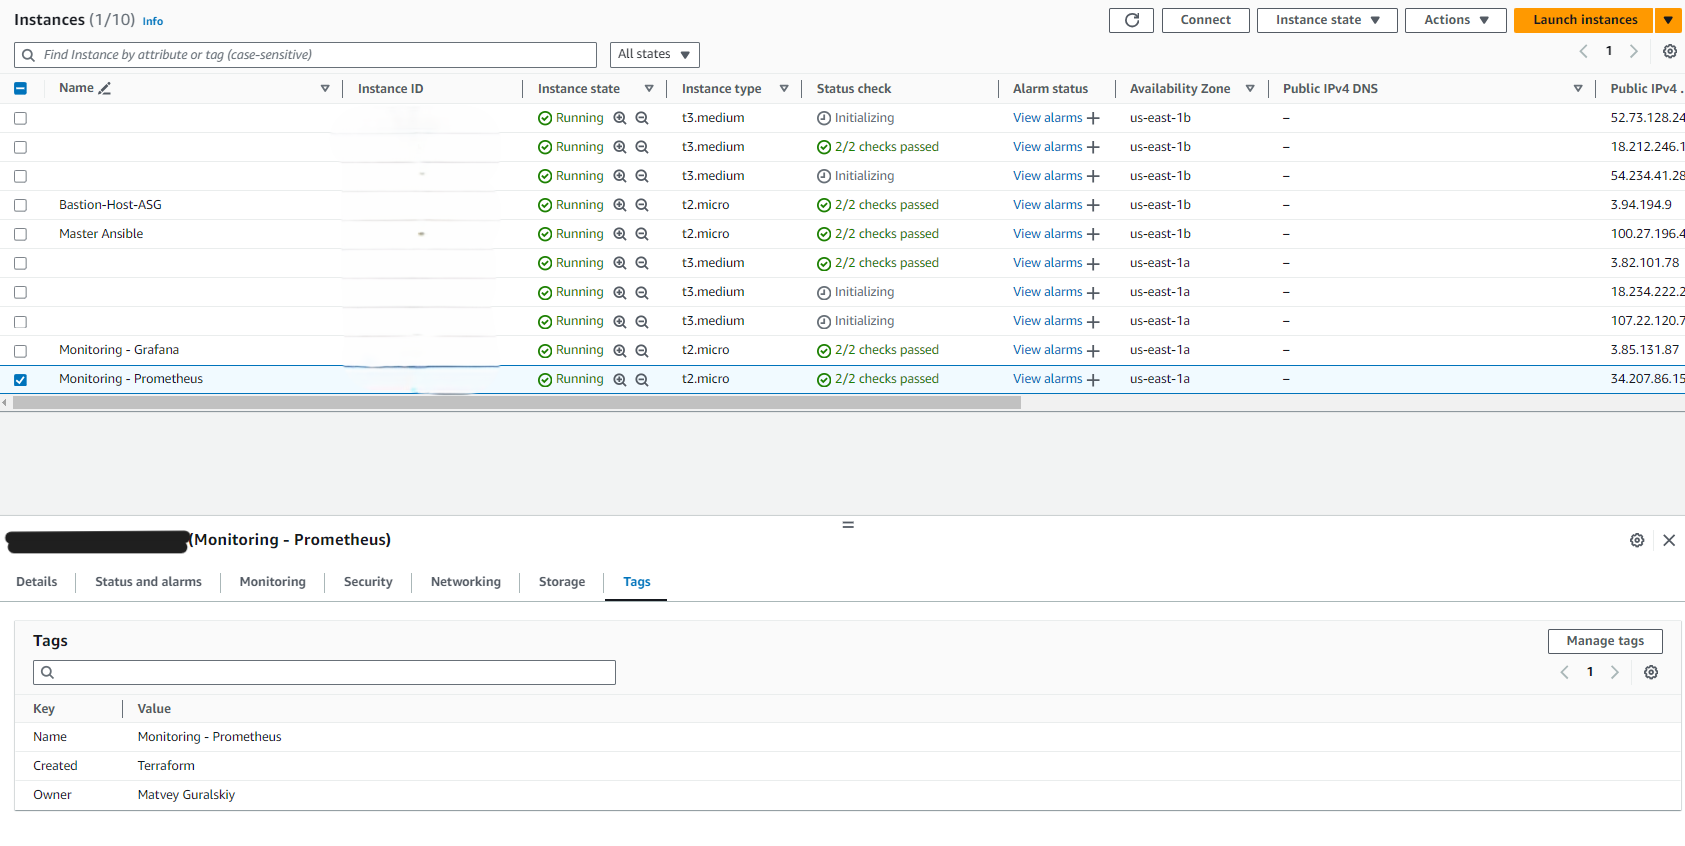 Instances (1/10) Info
Connect Instance state Actions Launch instances
Find Instance by attribute or tag (case-sensitive) All states 1
Name Instance ID Instance state Instance type Status check Alarm status Availability Zone Public IPv4 DNS Public IPv4 .
Running t3.medium Initializing View alarms + us-east-1b – 52.73.128.24
Running t3.medium 2/2 checks passed View alarms + us-east-1b – 18.212.246.1
Running t3.medium Initializing View alarms + us-east-1b – 54.234.41.28
Bastion-Host-ASG Running t2.micro 2/2 checks passed View alarms + us-east-1b – 3.94.194.9
Master Ansible Running t2.micro 2/2 checks passed View alarms + us-east-1b – 100.27.196.4
Running t3.medium 2/2 checks passed View alarms + us-east-1a – 3.82.101.78
Running t3.medium Initializing View alarms + us-east-1a – 18.234.222.2
Running t3.medium Initializing View alarms + us-east-1a – 107.22.120.7
Monitoring - Grafana Running t2.micro 2/2 checks passed View alarms + us-east-1a – 3.85.131.87
Monitoring - Prometheus Running t2.micro 2/2 checks passed View alarms + us-east-1a – 34.207.86.15
(Monitoring - Prometheus)
Details Status and alarms Monitoring Security Networking Storage Tags
Tags Manage tags
1
Key Value
Name Monitoring - Prometheus
Created Terraform
Owner Matvey Guralskiy